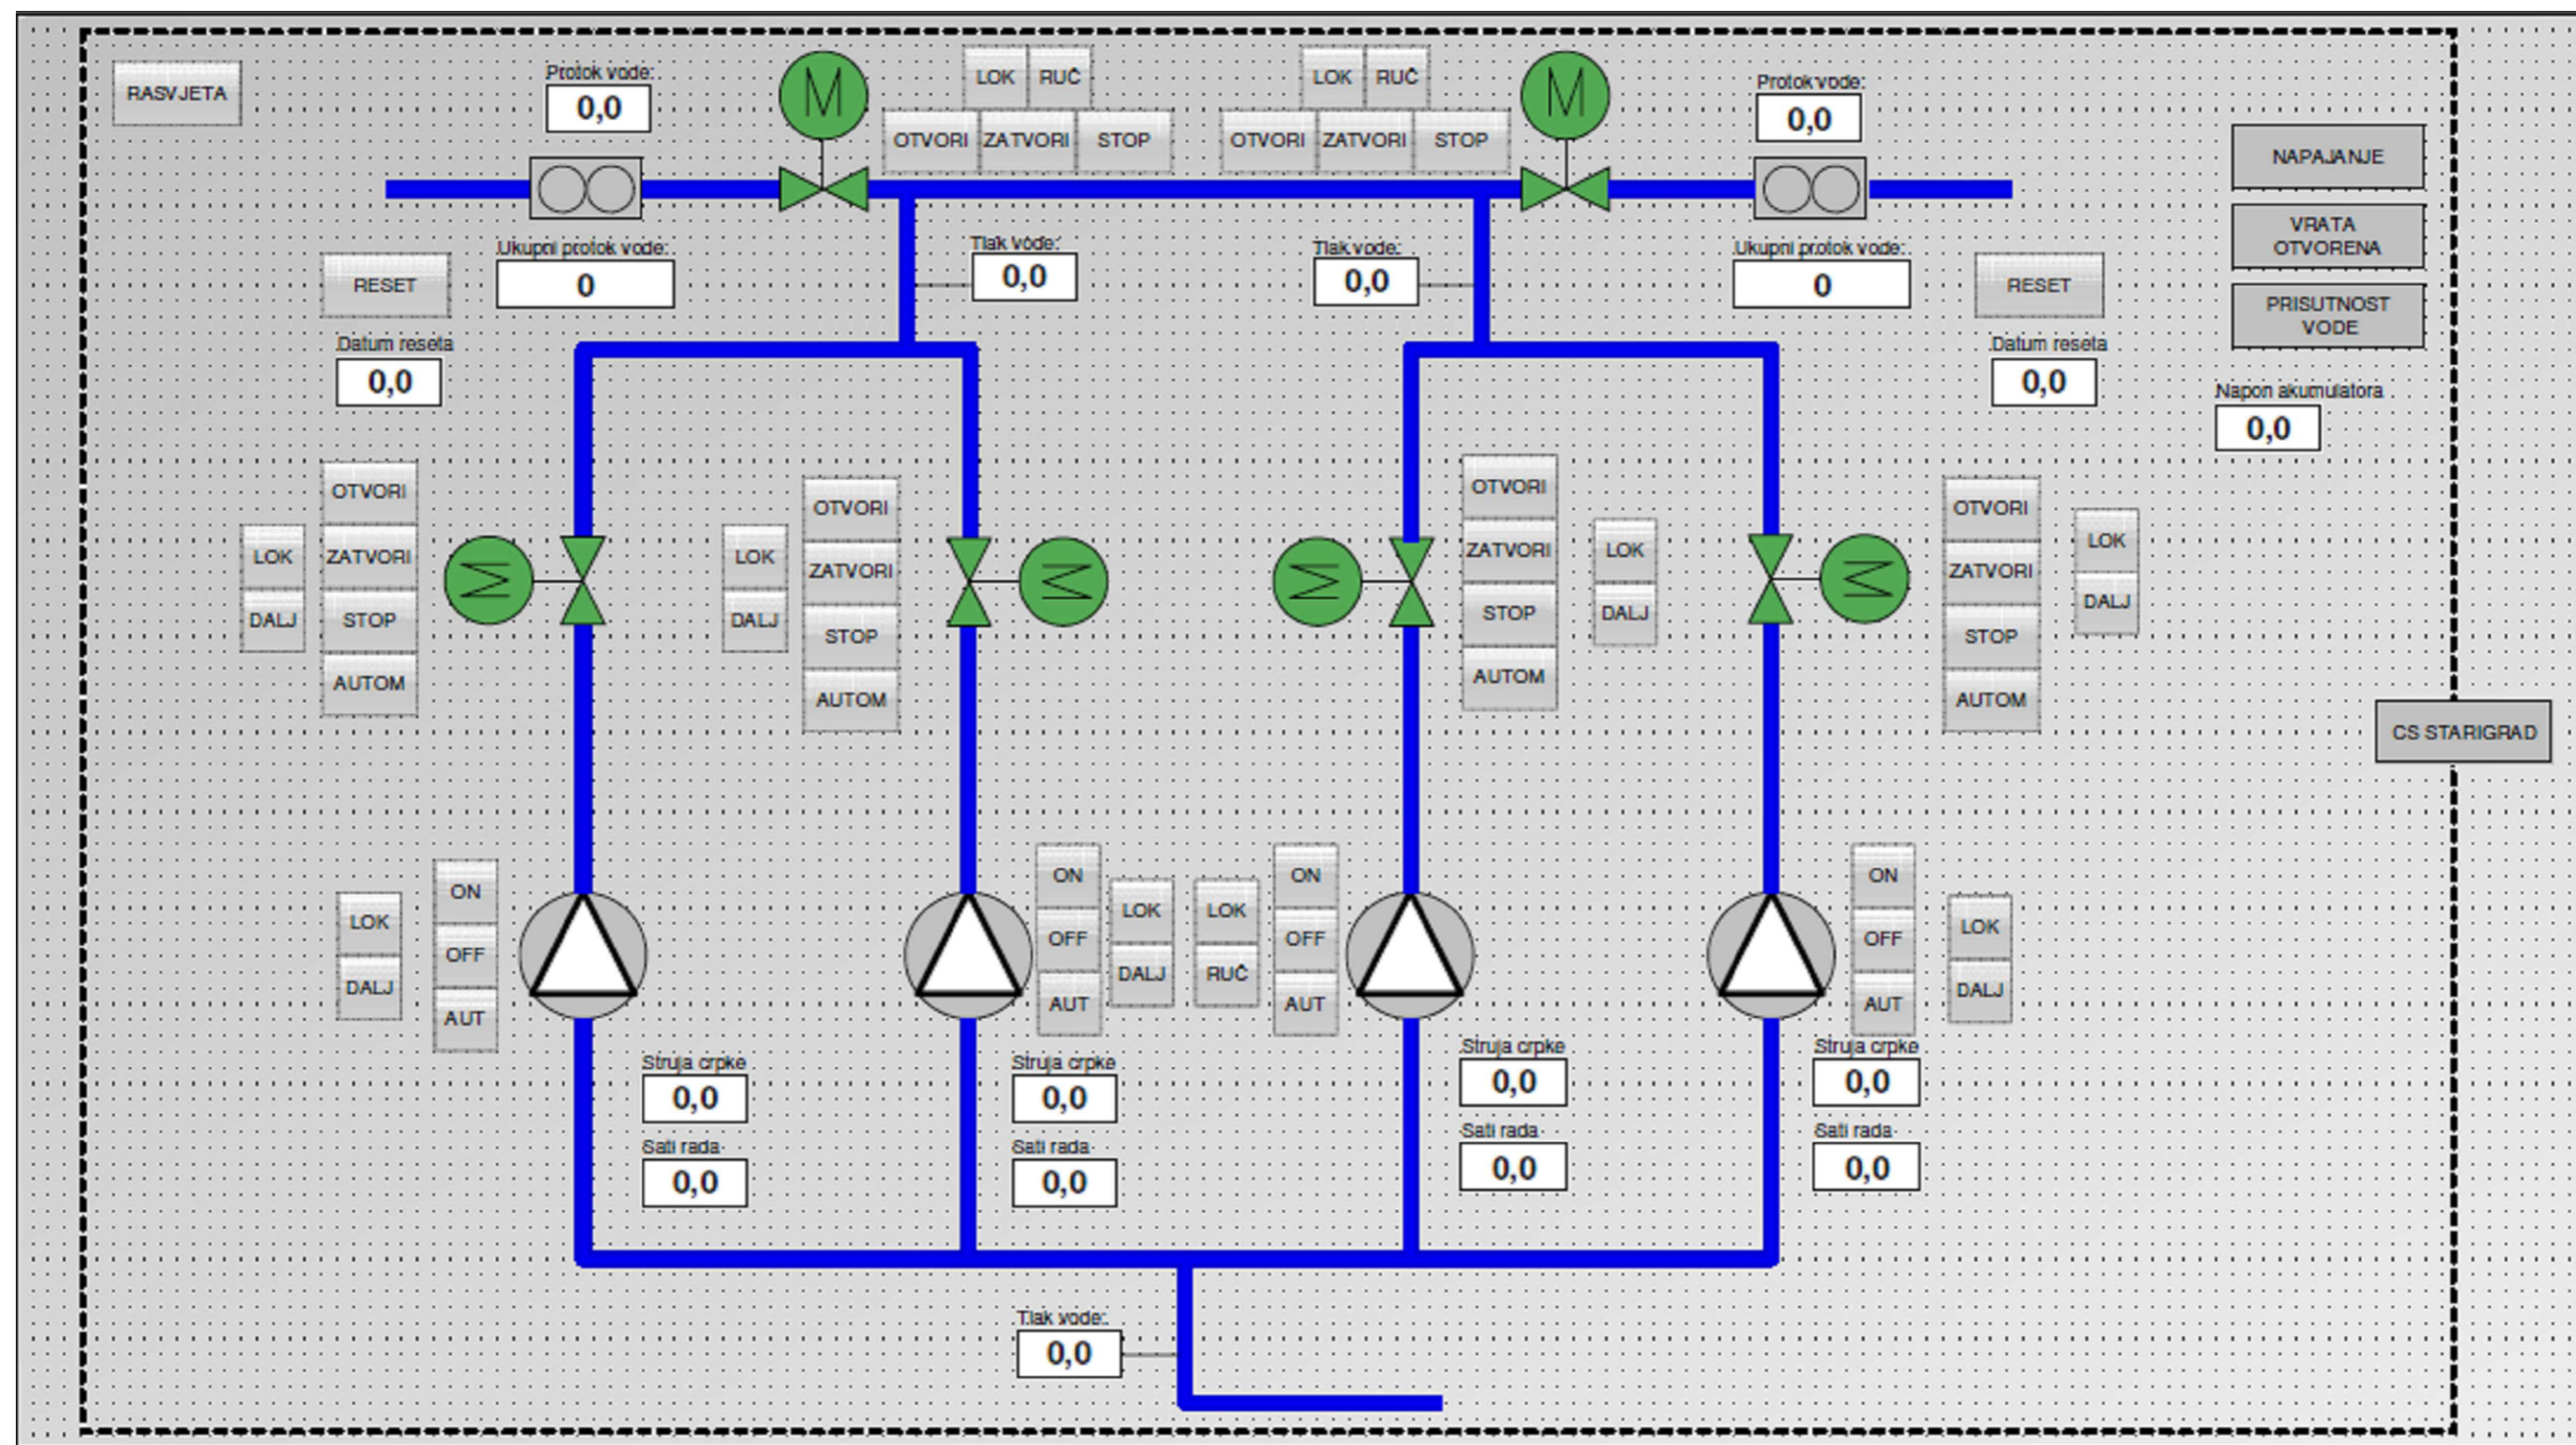 RASVJETA
Protok vode:
0,0
M
LOK RUČ
OTVORI ZATVORI STOP
LOK RUČ
OTVORI ZATVORI STOP
M
Protok vode:
0,0
NAPAJANJE
VRATA
OTVORENA
PRISUTNOST
VODE
Napon akumulatora
0,0
RESET
Ukupni protok vode:
0
Tlak vode:
0,0
Tlak vode:
0,0
Ukupni protok vode:
0
RESET
Datum reseta
0,0
Datum reseta
0,0
LOK
DALJ
OTVORI
ZATVORI
STOP
AUTOM
M
LOK
DALJ
OTVORI
ZATVORI
STOP
AUTOM
M
M
OTVORI
ZATVORI
STOP
AUTOM
LOK
DALJ
M
OTVORI
ZATVORI
STOP
AUTOM
LOK
DALJ
CS STARIGRAD
LOK
DALJ
ON
OFF
AUT
ON
OFF
AUT
LOK
DALJ
LOK
RUČ
ON
OFF
AUT
ON
OFF
AUT
LOK
DALJ
Struja crpke
0,0
Sati rada
0,0
Struja crpke
0,0
Sati rada
0,0
Struja crpke
0,0
Sati rada
0,0
Struja crpke
0,0
Sati rada
0,0
Tlak vode:
0,0